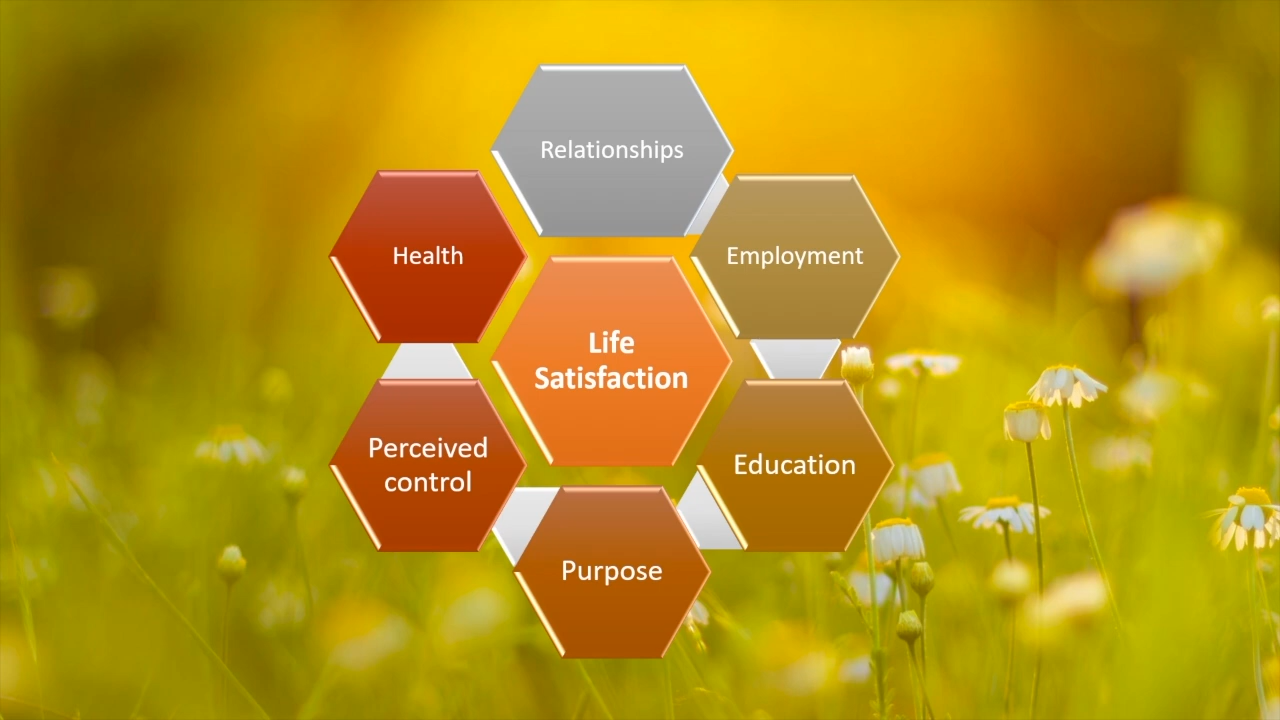 Relationships
Health
Employment
Life
Satisfaction
Perceived
control
Education
Purpose